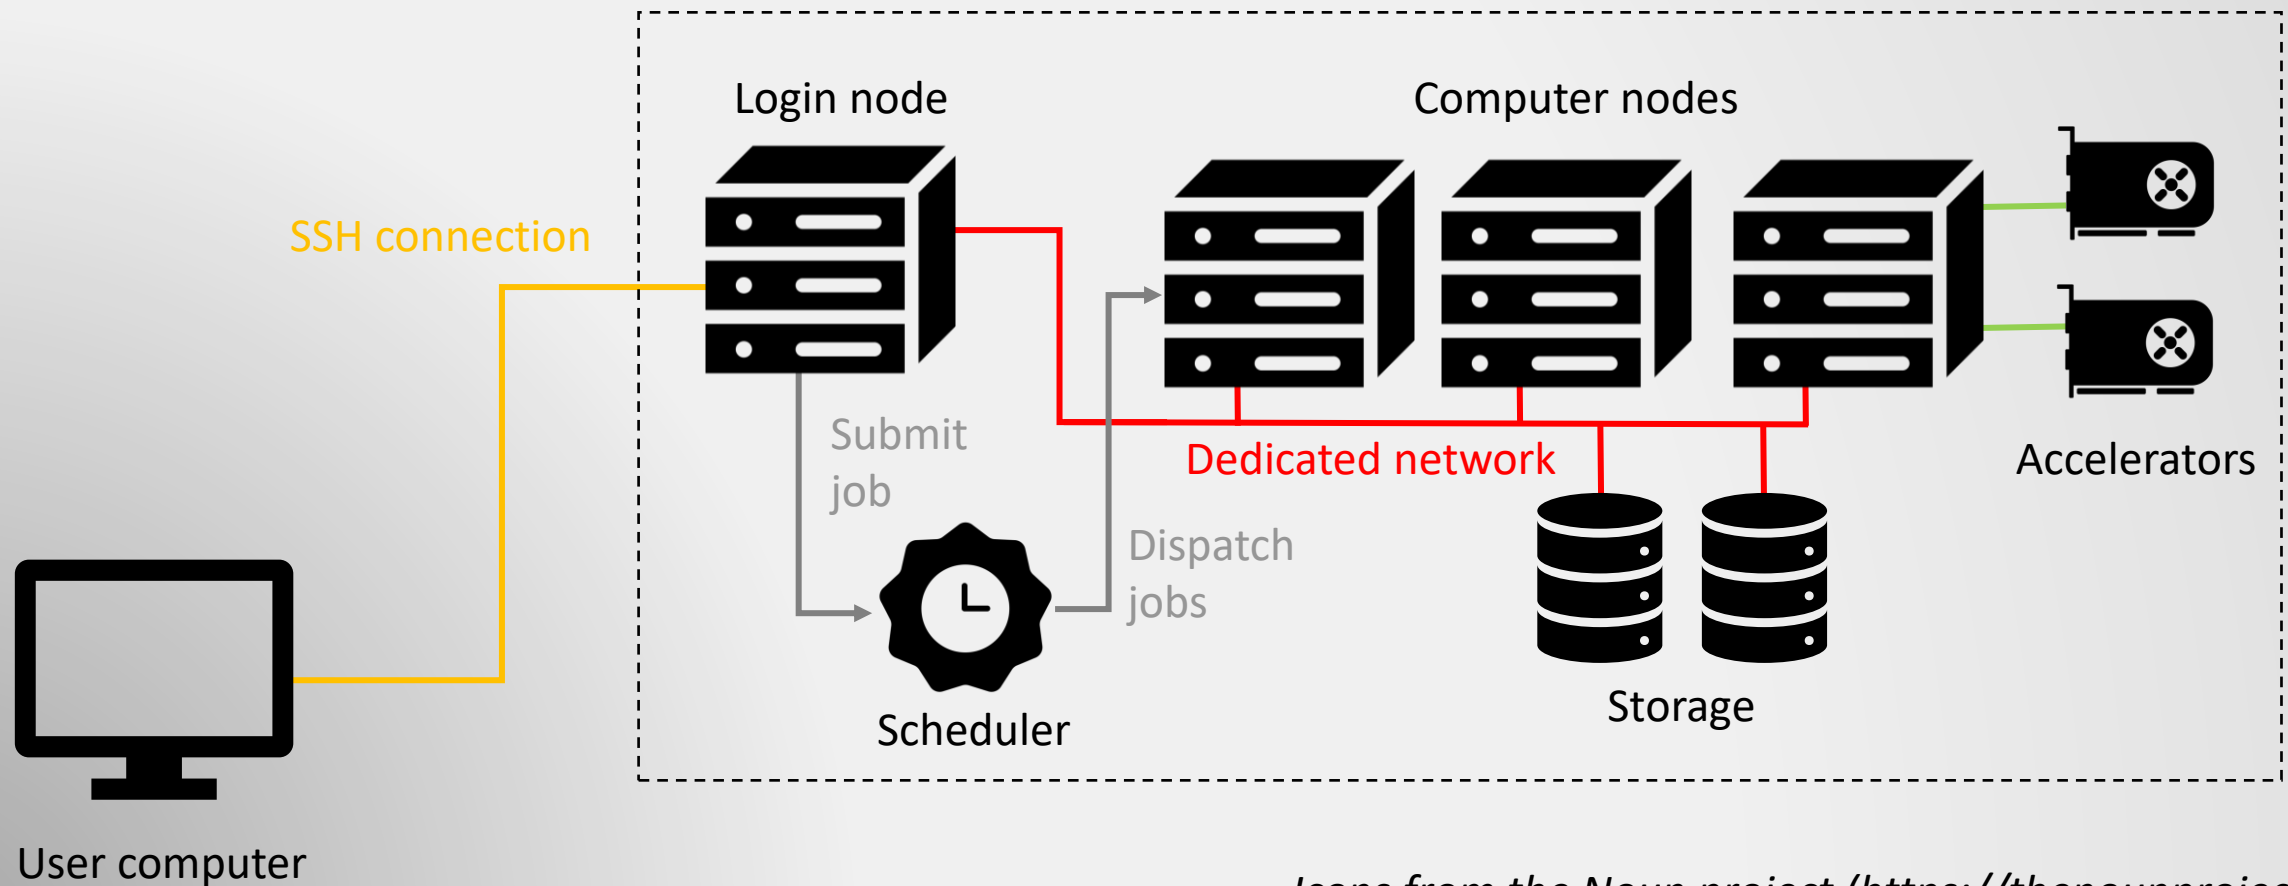 Login node
Computer nodes
SSH connection
Submit
job
Dedicated network
Accelerators
Dispatch
jobs
Storage
Scheduler
User computer